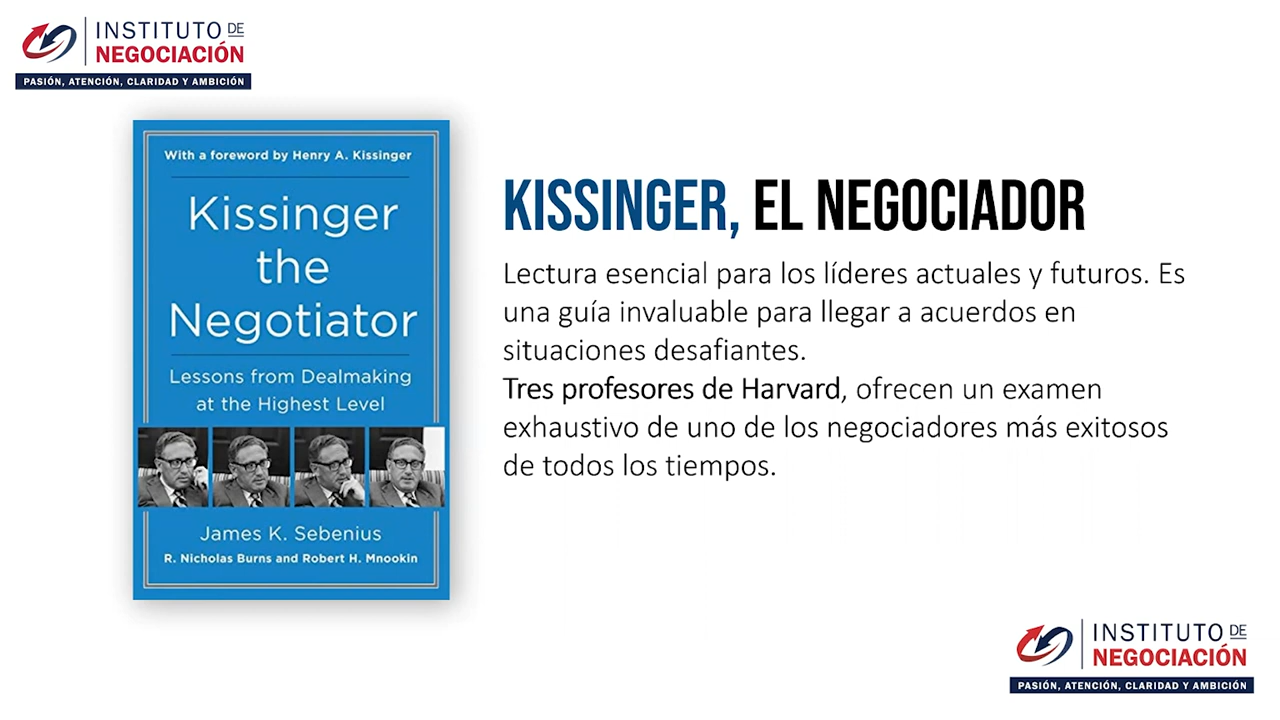 INSTITUTO DE
NEGOCIACIÓN
PASIÓN, ATENCIÓN, CLARIDAD Y AMBICIÓN
With a foreword by Henry A. Kissinger
Kissinger
the
Negotiator
Lessons from Dealmaking
at the Highest Level
James K. Sebenius
R. Nicholas Burns and Robert H. Mnookin
KISSINGER, EL NEGOCIADOR
Lectura esencial para los líderes actuales y futuros. Es
una guía invaluable para llegar a acuerdos en
situaciones desafiantes.
Tres profesores de Harvard, ofrecen un examen
exhaustivo de uno de los negociadores más exitosos
de todos los tiempos.
INSTITUTO DE
NEGOCIACIÓN
PASIÓN, ATENCIÓN, CLARIDAD Y AMBICIÓN